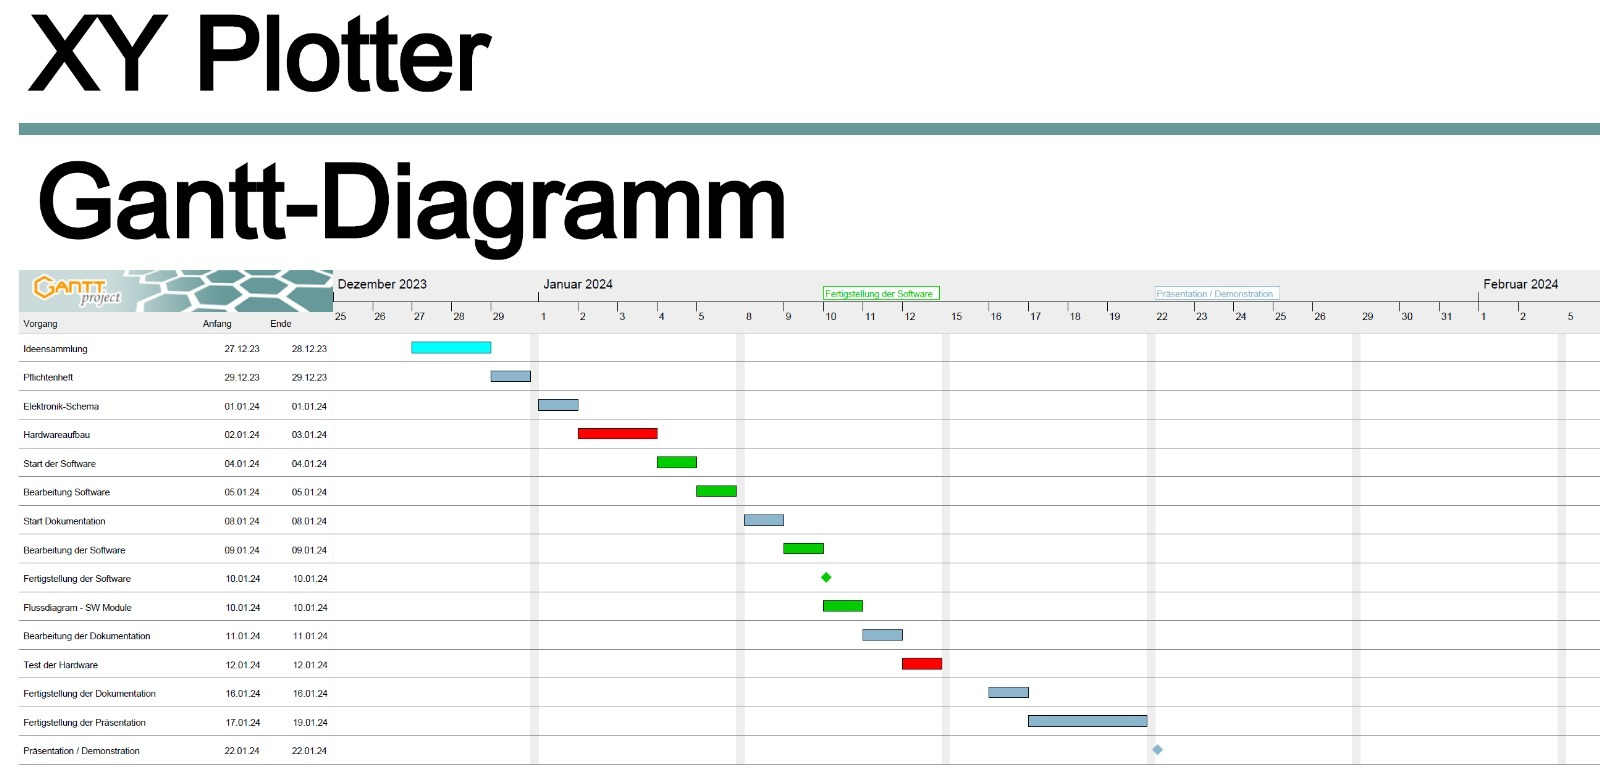 XY Plotter
Gantt-Diagramm
GANTT project
Dezember 2023 Januar 2024 Februar 2024
Fertigstellung der Software Präsentation / Demonstration
25 26 27 28 29 1 2 3 4 5 8 9 10 11 12 15 16 17 18 19 22 23 24 25 26 29 30 31 1 2 5
Vorgang Anfang Ende
Ideensammlung 27.12.23 28.12.23
Pflichtenheft 29.12.23 29.12.23
Elektronik-Schema 01.01.24 01.01.24
Hardwareaufbau 02.01.24 03.01.24
Start der Software 04.01.24 04.01.24
Bearbeitung Software 05.01.24 05.01.24
Start Dokumentation 08.01.24 08.01.24
Bearbeitung der Software 09.01.24 09.01.24
Fertigstellung der Software 10.01.24 10.01.24
Flussdiagram - SW Module 10.01.24 10.01.24
Bearbeitung der Dokumentation 11.01.24 11.01.24
Test der Hardware 12.01.24 12.01.24
Fertigstellung der Dokumentation 16.01.24 16.01.24
Fertigstellung der Präsentation 17.01.24 19.01.24
Präsentation / Demonstration 22.01.24 22.01.24